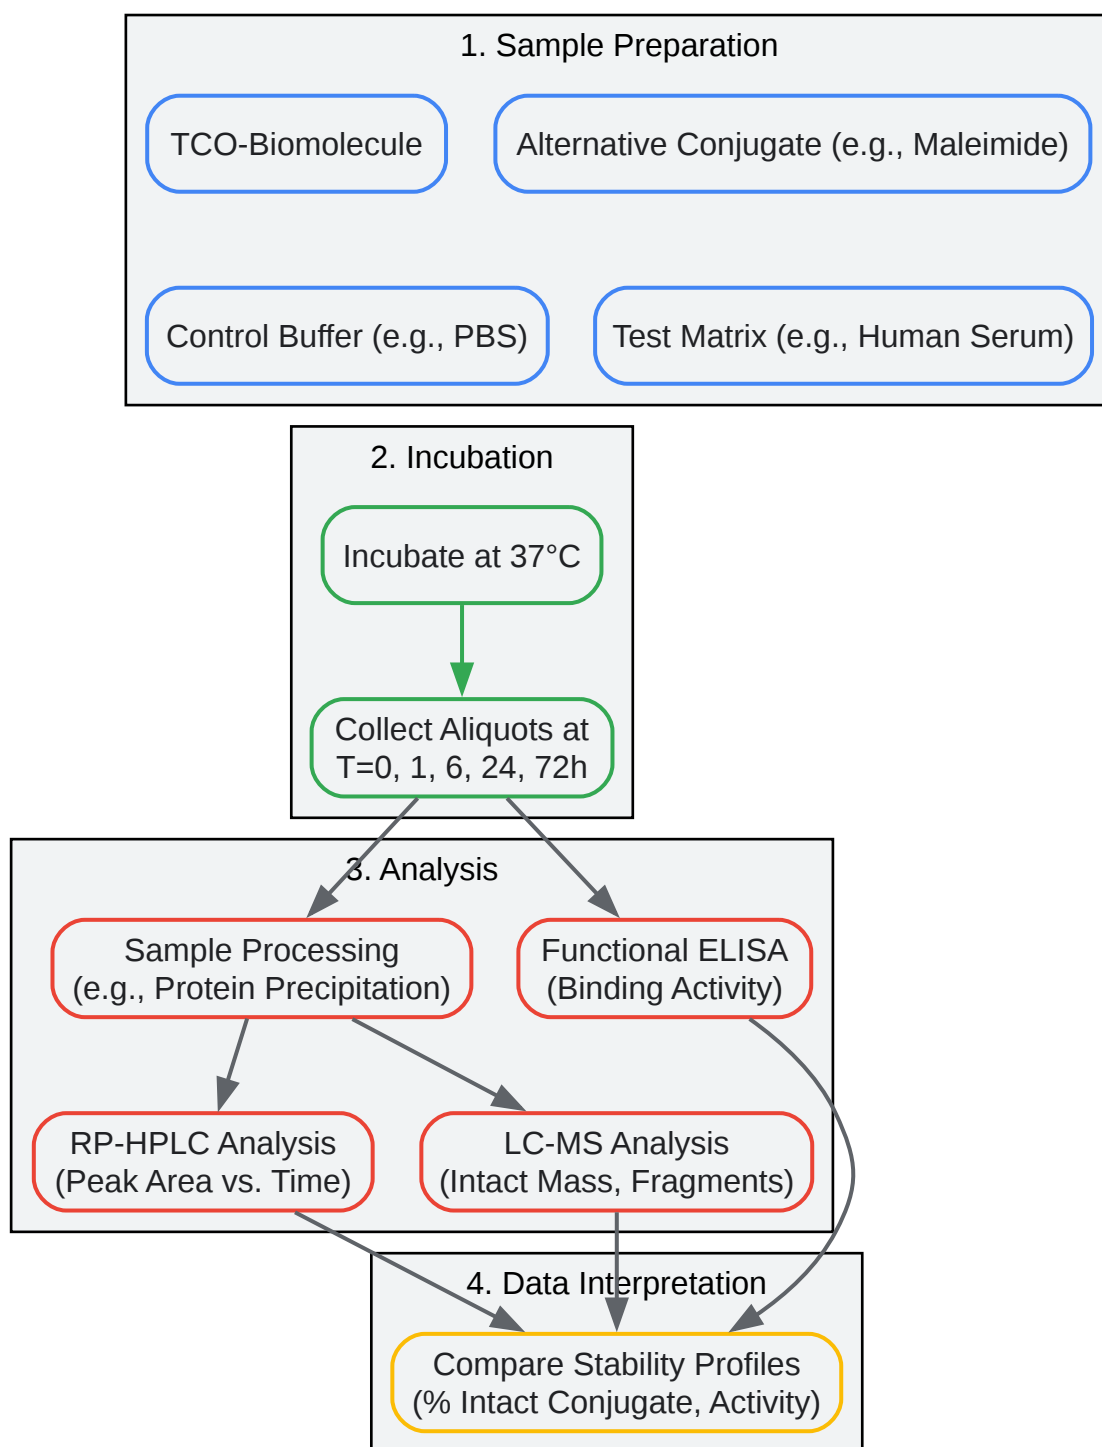 1. Sample Preparation
TCO-Biomolecule
Alternative Conjugate (e.g., Maleimide)
Control Buffer (e.g., PBS)
Test Matrix (e.g., Human Serum)
2. Incubation
Incubate at 37°C
Collect Aliquots at
T=0, 1, 6, 24, 72h
3. Analysis
Sample Processing
(e.g., Protein Precipitation)
Functional ELISA
(Binding Activity)
RP-HPLC Analysis
(Peak Area vs. Time)
LC-MS Analysis
(Intact Mass, Fragments)
4. Data Interpretation
Compare Stability Profiles
(% Intact Conjugate, Activity)